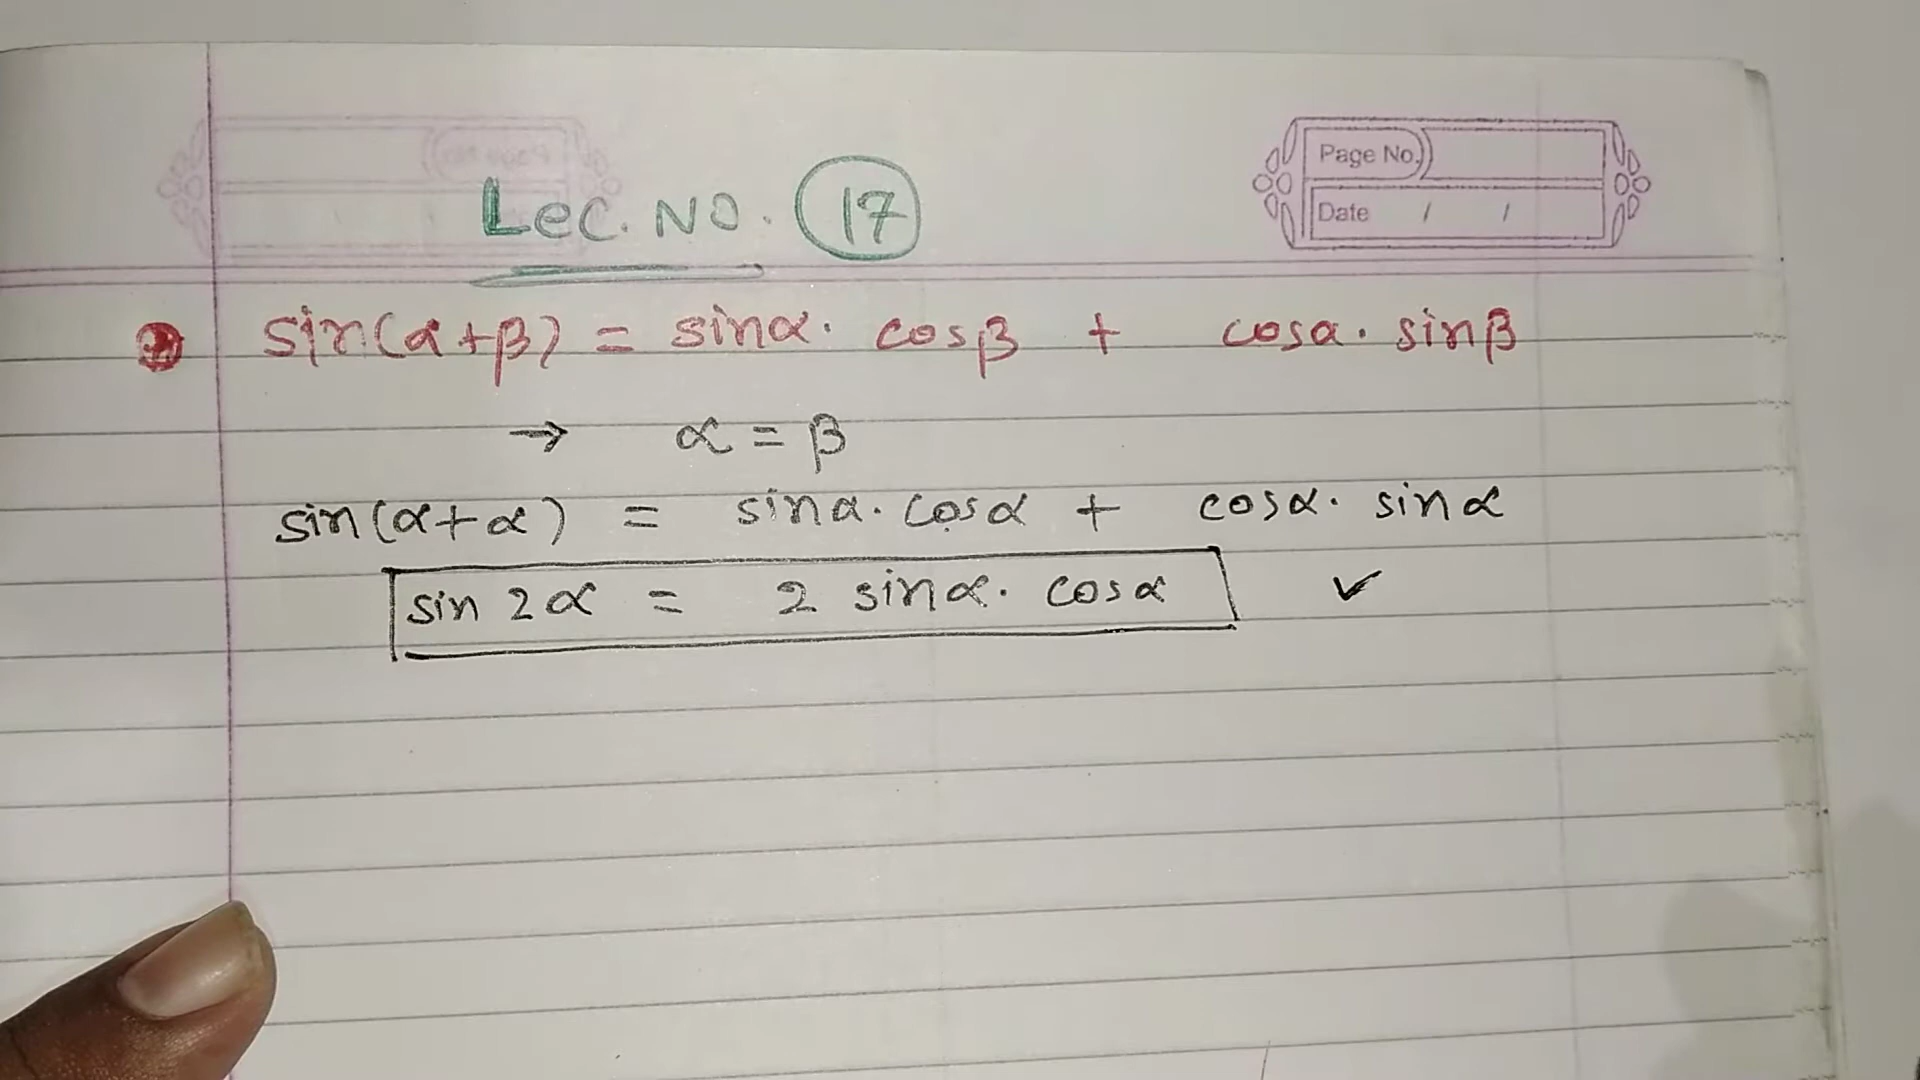 Page No.
Date / /
Lec. No. 17
sin(α+β) = sinα. cosβ + cosα. sinβ
→ α = β
sin(α+α) = sinα. cosα + cosα. sinα
sin 2α = 2 sinα. cosα ✓